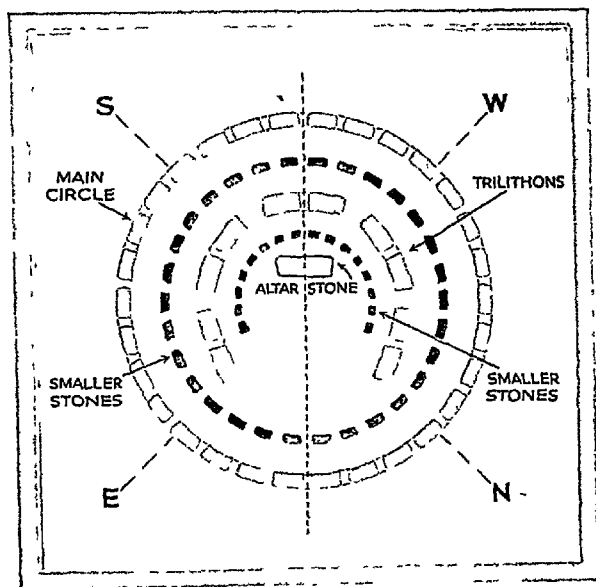 S
W
MAIN
CIRCLE
TRILITHONS
ALTAR STONE
SMALLER
STONES
SMALLER
STONES
E
N